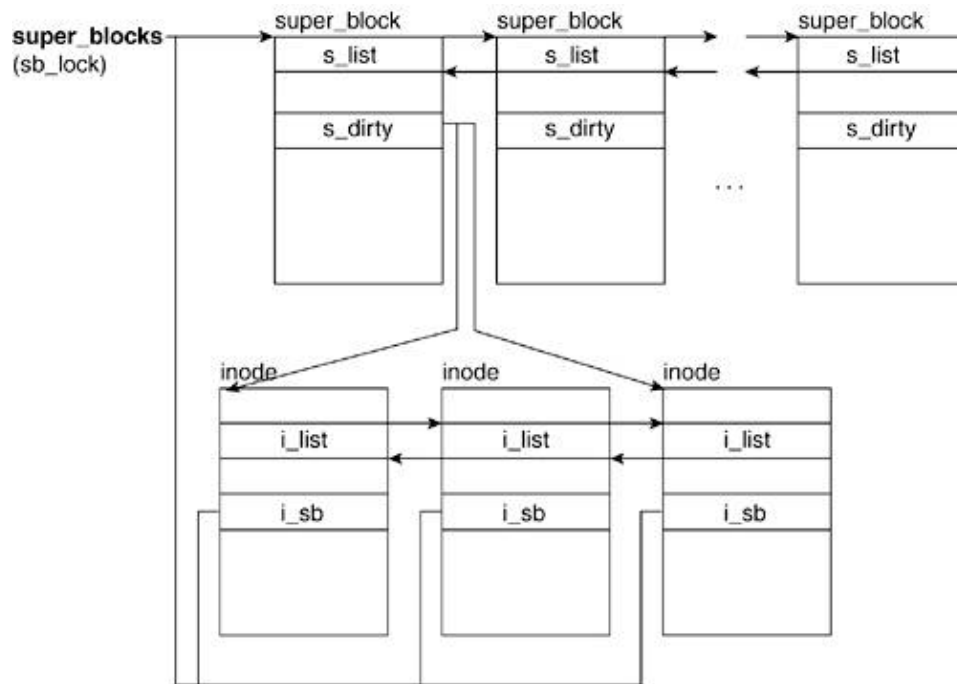 super_block super_block super_block
super_blocks
(sb_lock)
s_list s_list s_list
s_dirty s_dirty s_dirty
...
inode inode inode
i_list i_list i_list
i_sb i_sb i_sb